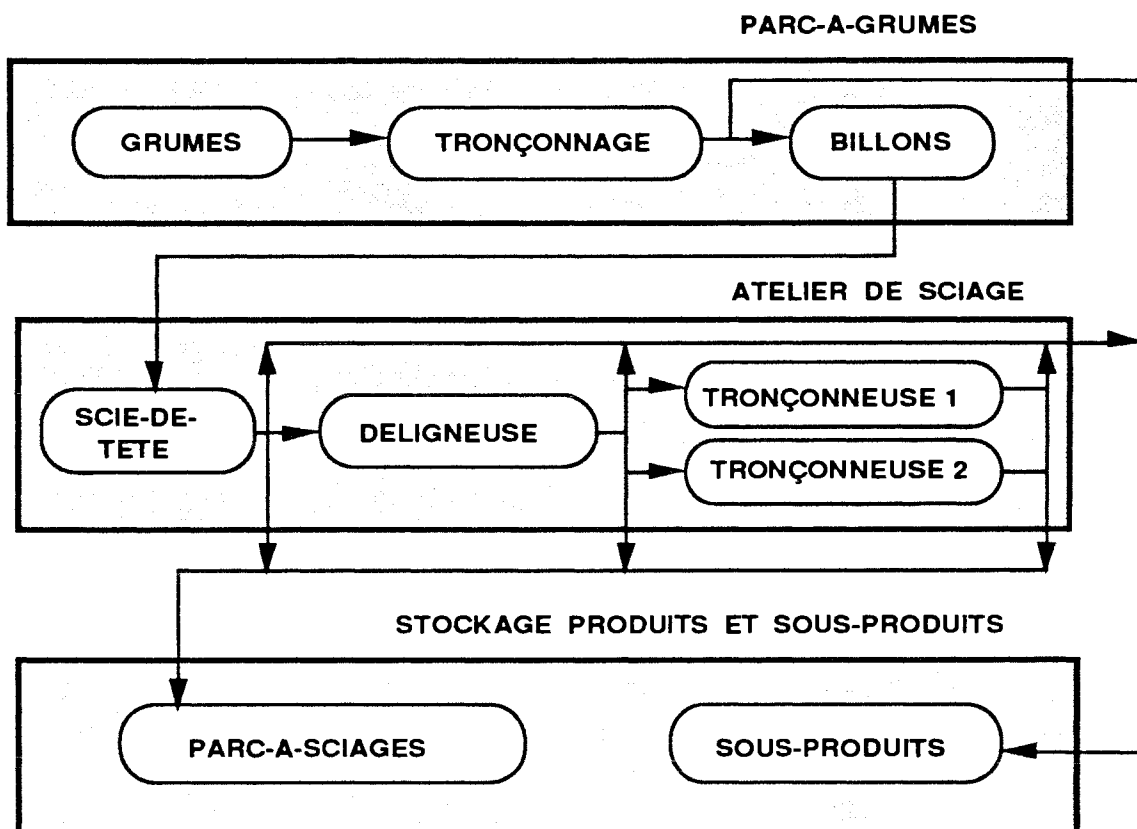 PARC-A-GRUMES
GRUMES
TRONÇONNAGE
BILLONS
ATELIER DE SCIAGE
SCIE-DE-
TETE
DELIGNEUSE
TRONÇONNEUSE 1
TRONÇONNEUSE 2
STOCKAGE PRODUITS ET SOUS-PRODUITS
PARC-A-SCIAGES
SOUS-PRODUITS